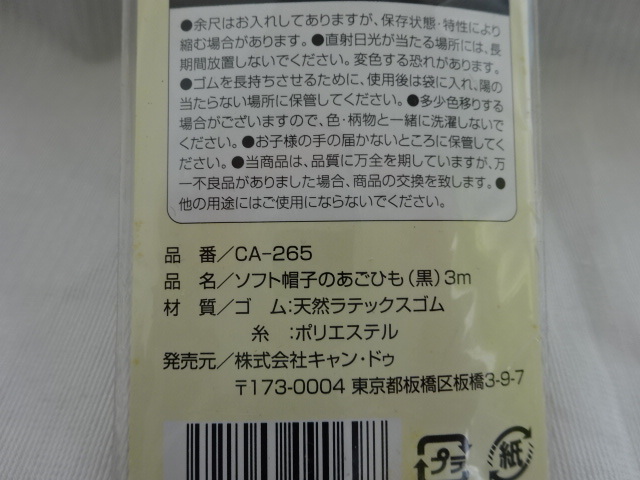 ●余尺はお入れしてありますが、保存状態・特性により
縮む場合があります。●直射日光が当たる場所には、長
期間放置しないでください。変色する恐れがあります。
●ゴムを長持ちさせるために、使用後は袋に入れ、陽の
当たらない場所に保管してください。●多少色移りする
場合がございますので、色・柄物と一緒に洗濯しないで
ください。●お子様の手の届かないところに保管してく
ださい。●当商品は、品質に万全を期していますが、万
一不良品がありました場合、商品の交換を致します。●
他の用途にはご使用にならないでください。
品 番/CA-265
品 名/ソフト帽子のあごひも(黒)3m
材 質/ゴ ム:天然ラテックスゴム
糸 :ポリエステル
発売元/株式会社キャン・ドゥ
〒173-0004 東京都板橋区板橋3-9-7
プラ 紙